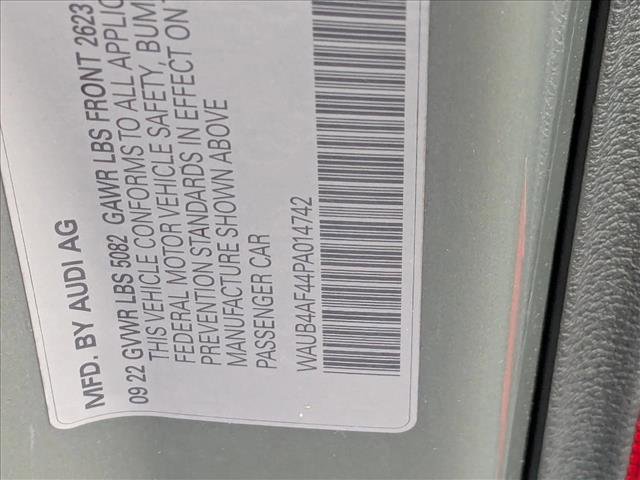 MFD. BY AUDI AG
09 22 GVWR LBS 5082 GAWR LBS FRONT 2623
THIS VEHICLE CONFORMS TO ALL APPLIC
FEDERAL MOTOR VEHICLE SAFETY, BUM
PREVENTION STANDARDS IN EFFECT ON
MANUFACTURE SHOWN ABOVE
PASSENGER CAR
WAUB4AF44PA014742